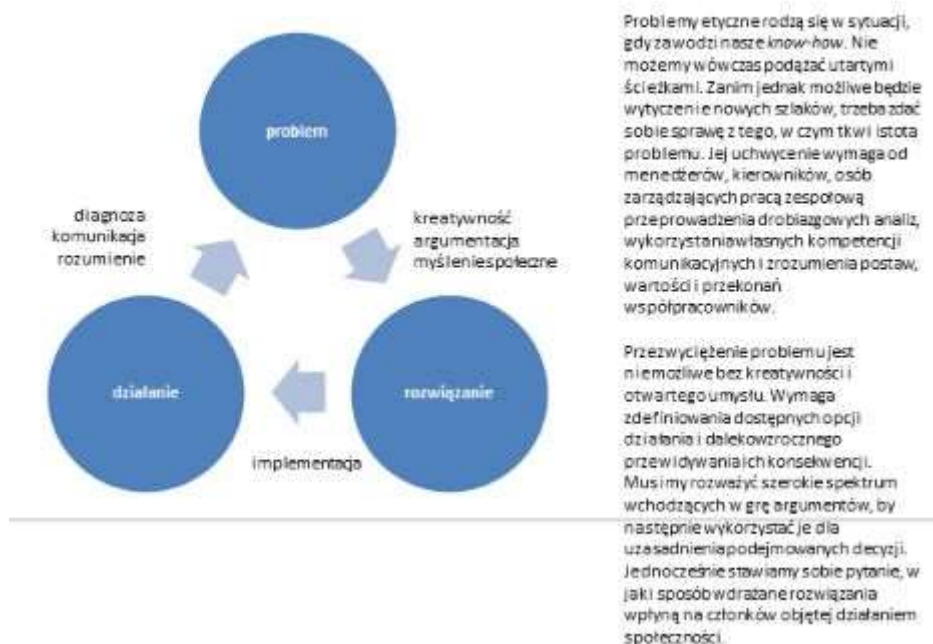 problem
diagnoza
komunikacja
rozumienie
kreatywność
argumentacja
myślenie społeczne
działanie
rozwiązanie
implementacja
Problemy etyczne rodzą się w sytuacji,
gdy zawodzi nasze know-how. Nie
możemy wówczas podążać utartymi
ścieżkami. Zanim jednak możliwe będzie
wytyczenie nowych szlaków, trzeba zdać
sobie sprawę z tego, w czym tkwi istota
problemu. Jej uchwycenie wymaga od
menedżerów, kierowników, osób
zarządzających pracą zespołową
przeprowadzenia drobiazgowych analiz,
wykorzystania własnych kompetencji
komunikacyjnych i zrozumienia postaw,
wartości i przekonań
współpracowników.
Przezwyciężenie problemu jest
niemożliwe bez kreatywności i
otwartego umysłu. Wymaga
zdefiniowania dostępnych opcji
działania i dalekowzrocznego
przewidywania ich konsekwencji.
Musimy rozważyć szerokie spektrum
wchodzących w grę argumentów, by
następnie wykorzystać je dla
uzasadnienia podejmowanych decyzji.
Jednocześnie stawiamy sobie pytanie, w
jaki sposób wdrażane rozwiązania
wpłyną na członków objętej działaniem
społeczności.